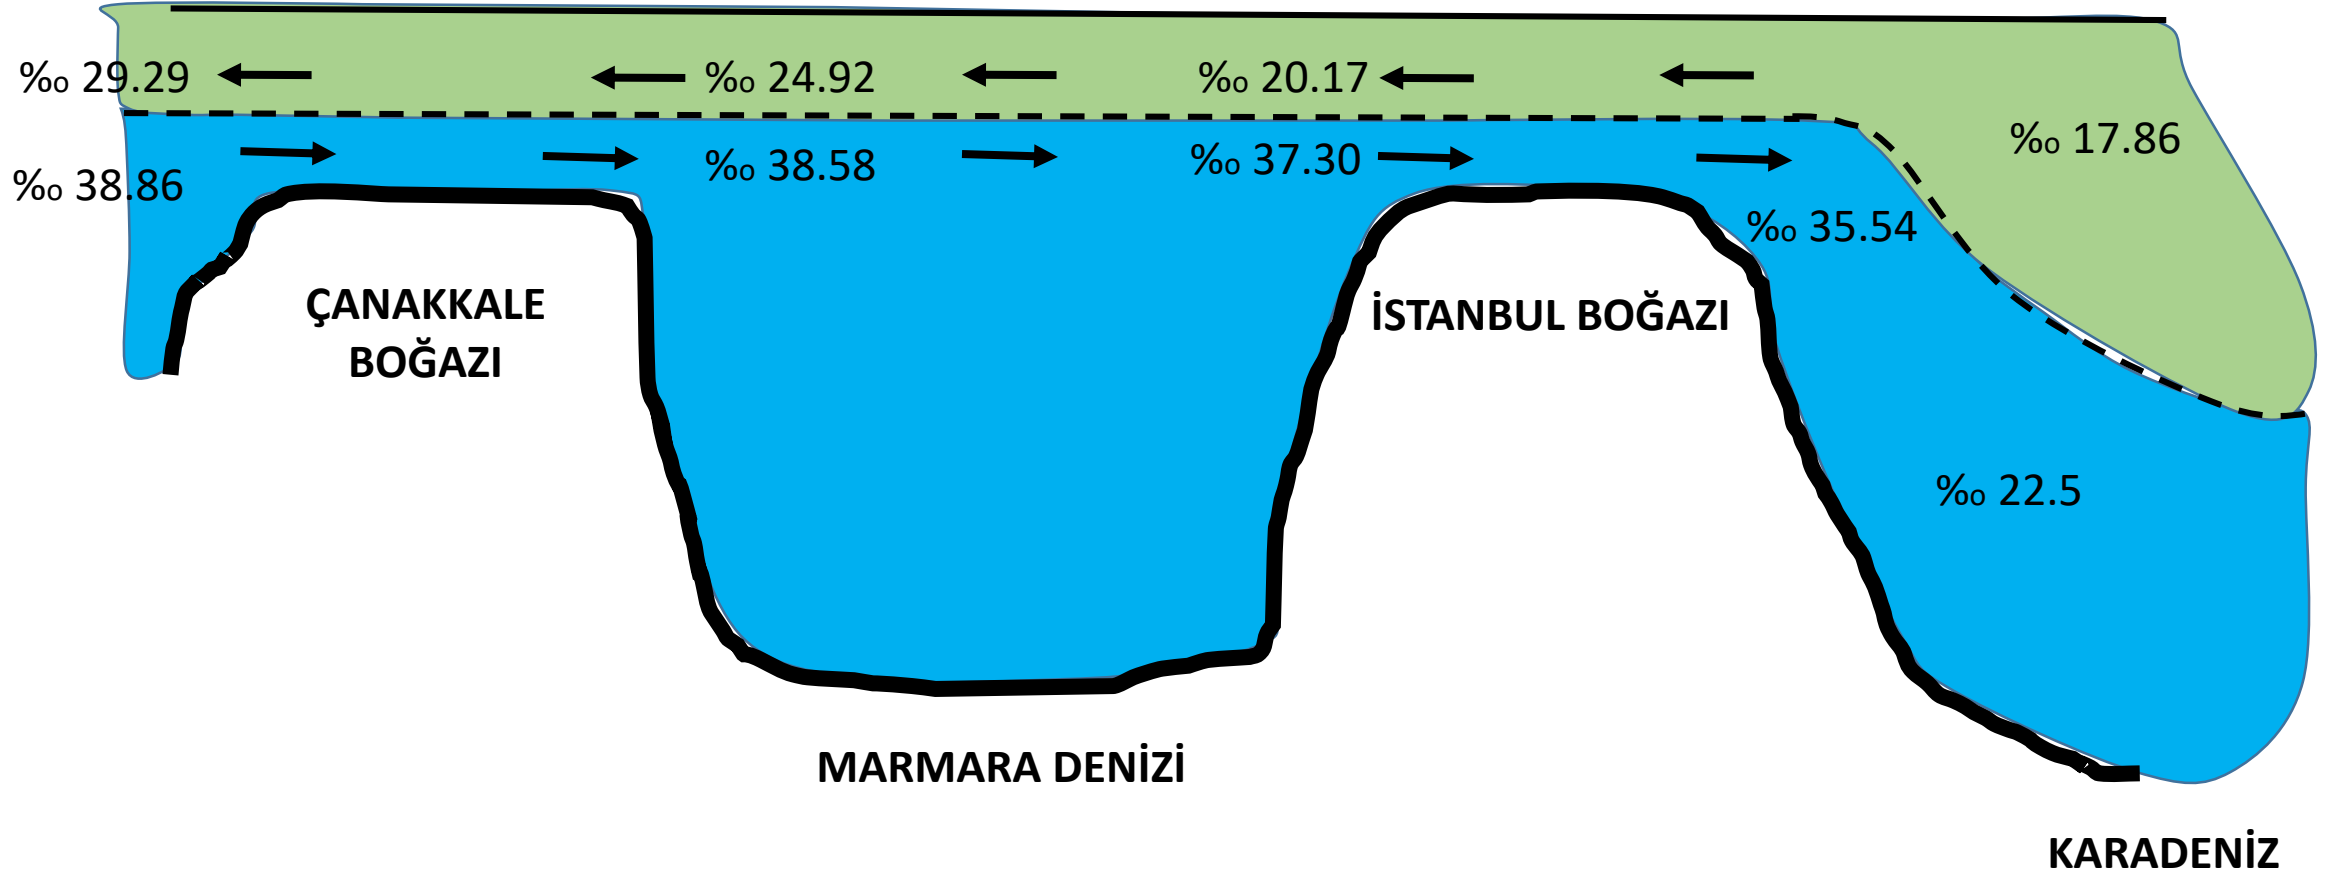 ‰ 29.29
‰ 24.92
‰ 20.17
‰ 17.86
‰ 38.86
‰ 38.58
‰ 37.30
‰ 35.54
ÇANAKKALE
BOĞAZI
İSTANBUL BOĞAZI
‰ 22.5
MARMARA DENİZİ
KARADENİZ